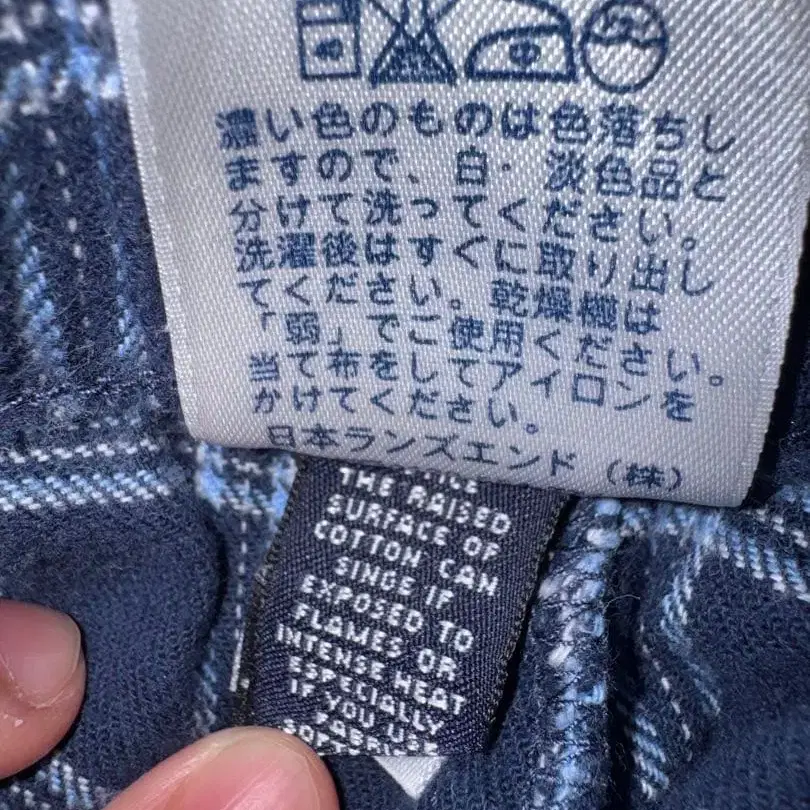 40
濃い色のものは色落ちし
ますので、白・淡色品と
分けて洗ってください。
洗濯後はすぐに取り出し
てください。乾燥機は
「弱」でご使用ください。
当て布をしてアイロンを
かけてください。
日本ランズエンド(株)
THE RAISED
SURFACE OF
COTTON CAN
SINGE IF
EXPOSED TO
FLAMES OR
INTENSE HEAT
ESPECIALLY
IF YOU USE
FABRIC